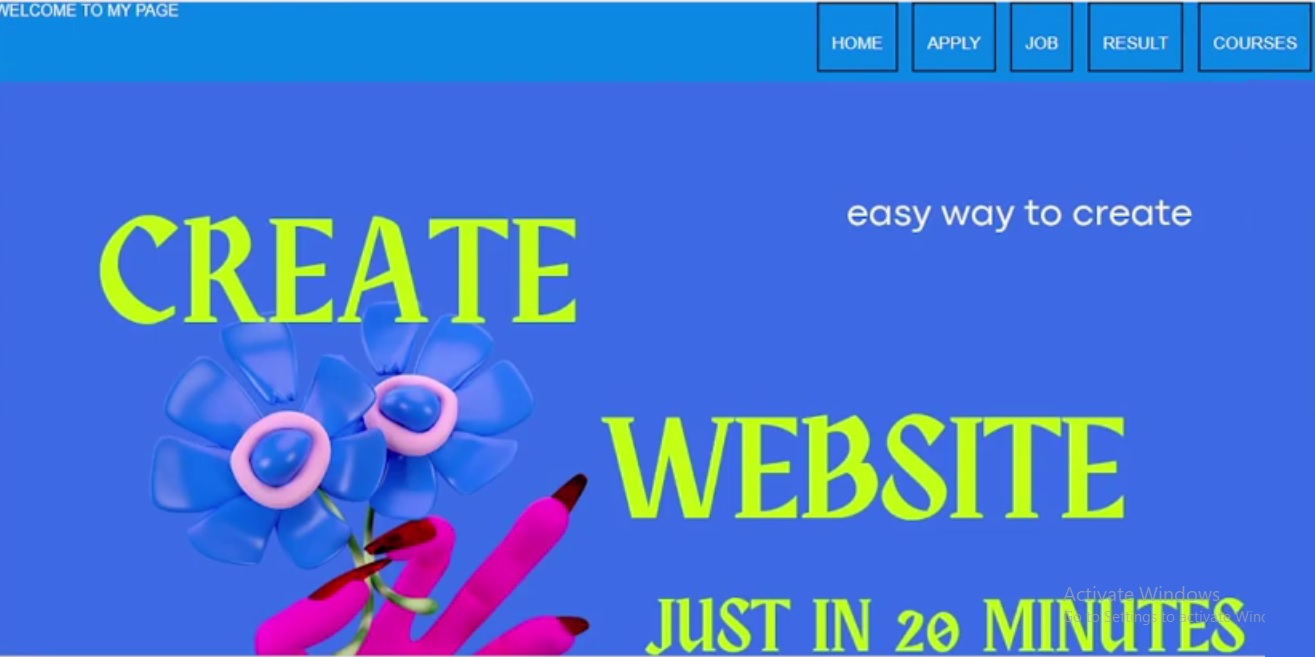 WELCOME TO MY PAGE
HOME APPLY JOB RESULT COURSES
easy way to create
CREATE
WEBSITE
JUST IN 20 MINUTES
Activate Windows
Go to Settings to activate